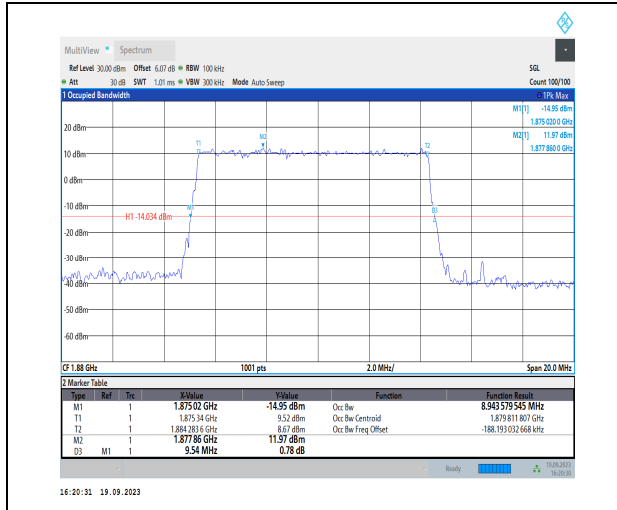 MultiView Spectrum
Ref Level 30.00 dBm Offset 6.07 dB RBW 100 kHz SGL
Att 30 dB SWT 1.01 ms VBW 300 kHz Mode Auto Sweep Count 100/100
1 Occupied Bandwidth 1Pk Max
M1[1] -14.95 dBm
1.875 020 0 GHz
M2[1] 11.97 dBm
1.877 860 0 GHz
20 dBm
T1 M2 T2
10 dBm
0 dBm
-10 dBm
M1 D3
H1 -14.034 dBm
-20 dBm
-30 dBm
-40 dBm
-50 dBm
-60 dBm
CF 1.88 GHz 1001 pts 2.0 MHz/ Span 20.0 MHz
2 Marker Table
Type Ref Trc X-Value Y-Value Function Function Result
M1 1 1.875 02 GHz -14.95 dBm Occ Bw 8.943 579 545 MHz
T1 1 1.875 34 GHz 9.52 dBm Occ Bw Centroid 1.879 811 807 GHz
T2 1 1.884 283 6 GHz 8.67 dBm Occ Bw Freq Offset -188.193 032 668 kHz
M2 1 1.877 86 GHz 11.97 dBm
D3 M1 1 9.54 MHz 0.78 dB
Ready 19.09.2023
16:20:30
16:20:31 19.09.2023